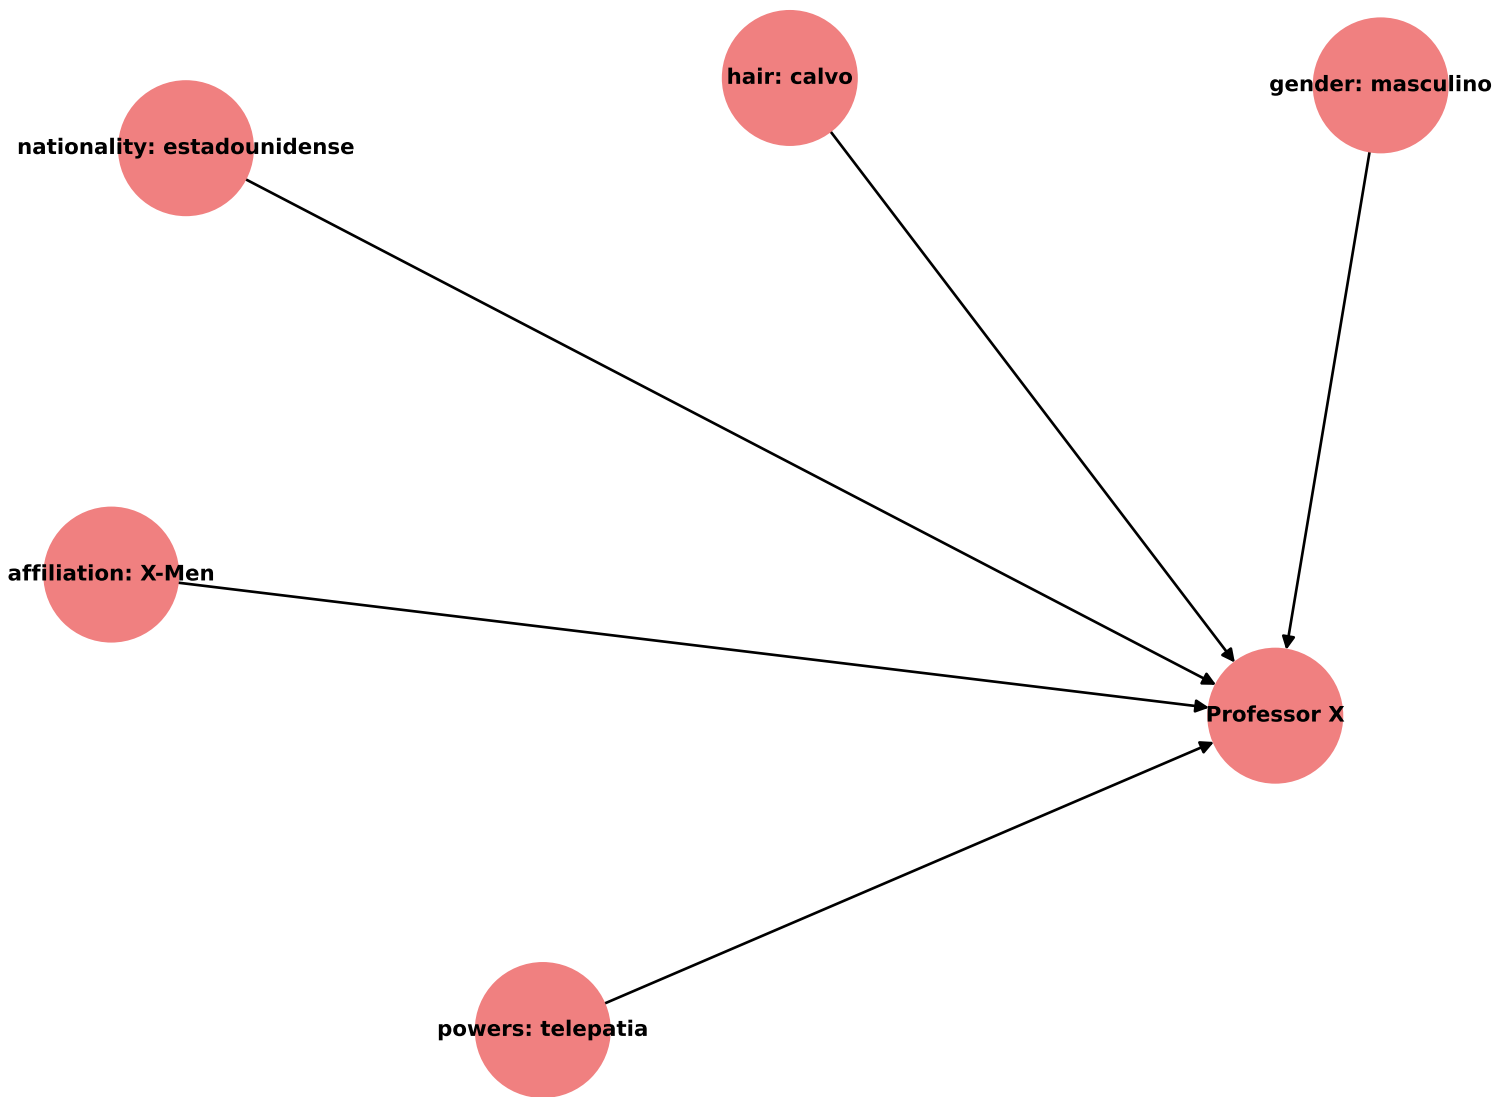 hair: calvo
gender: masculino
nationality: estadounidense
affiliation: X-Men
Professor X
powers: telepatia